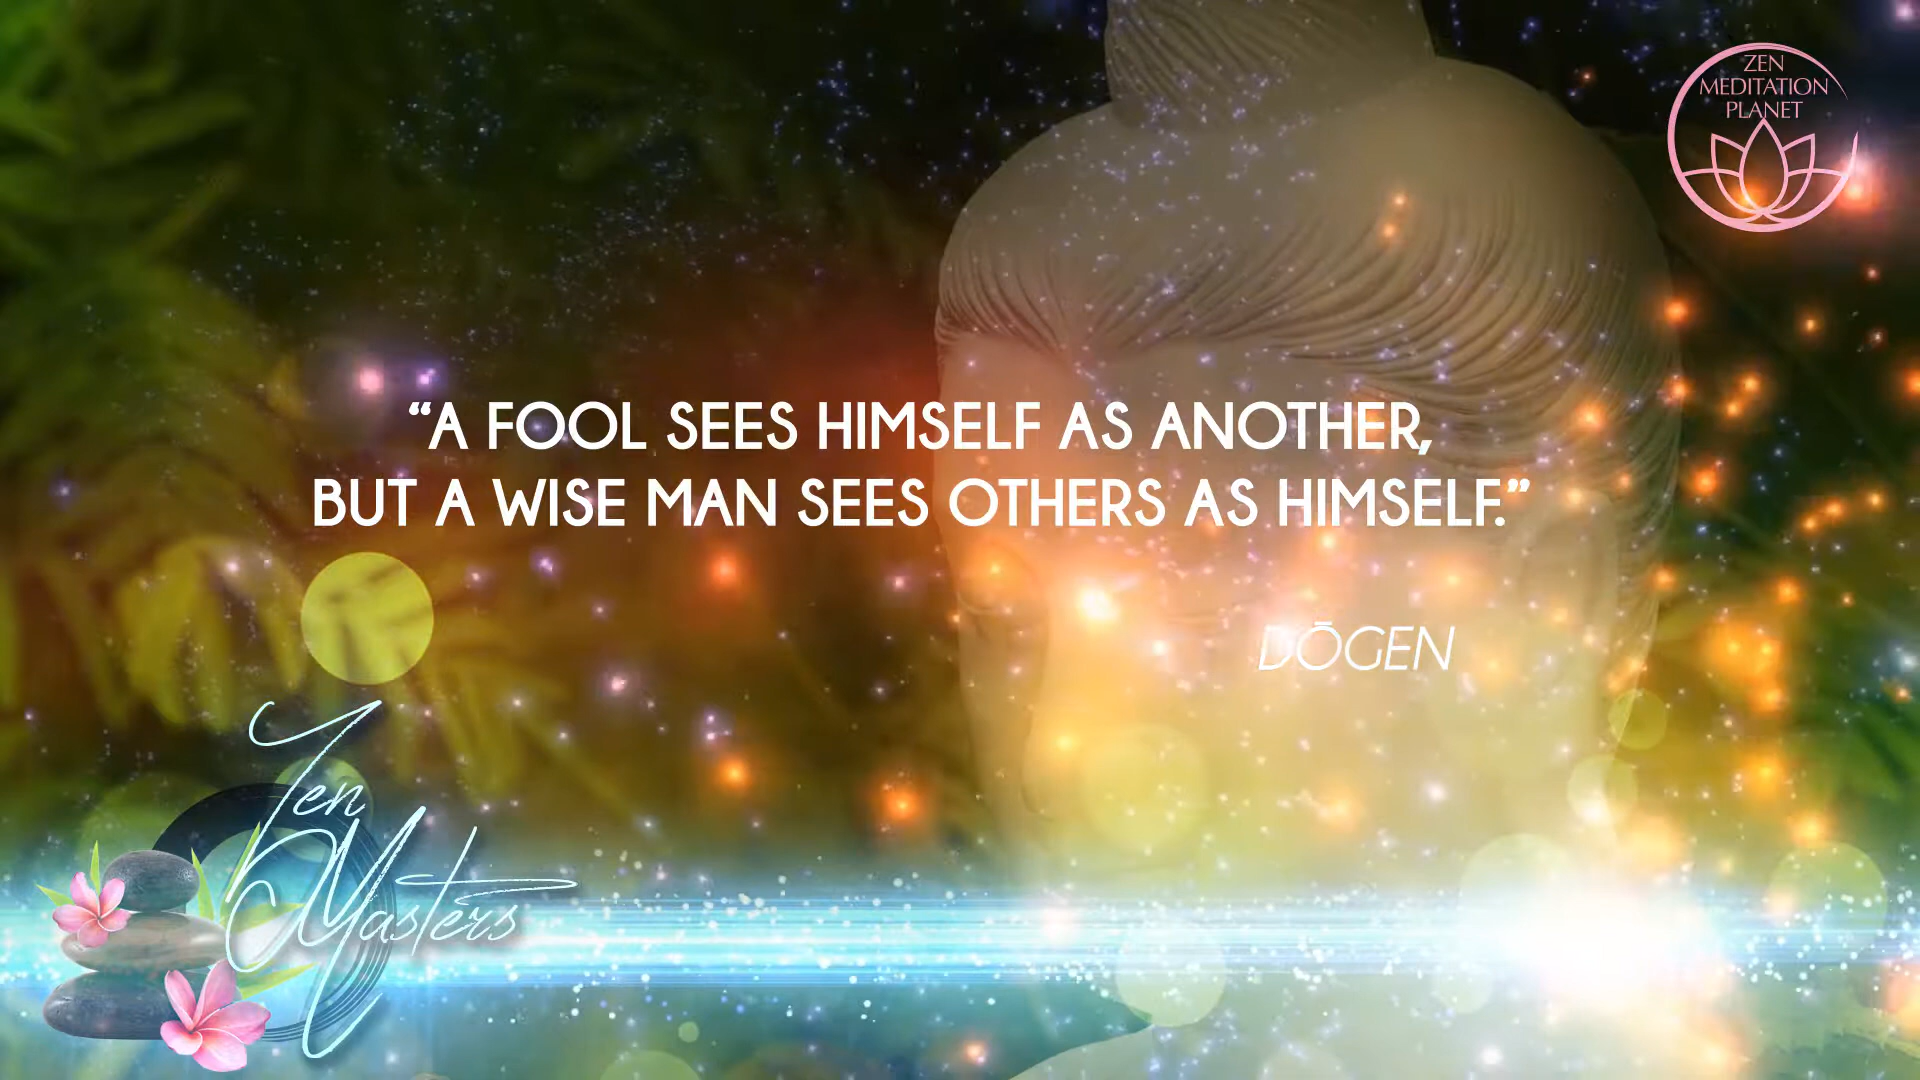 ZEN
MEDITATION
PLANET
“A FOOL SEES HIMSELF AS ANOTHER,
BUT A WISE MAN SEES OTHERS AS HIMSELF.”
DŌGEN
Zen
Masters